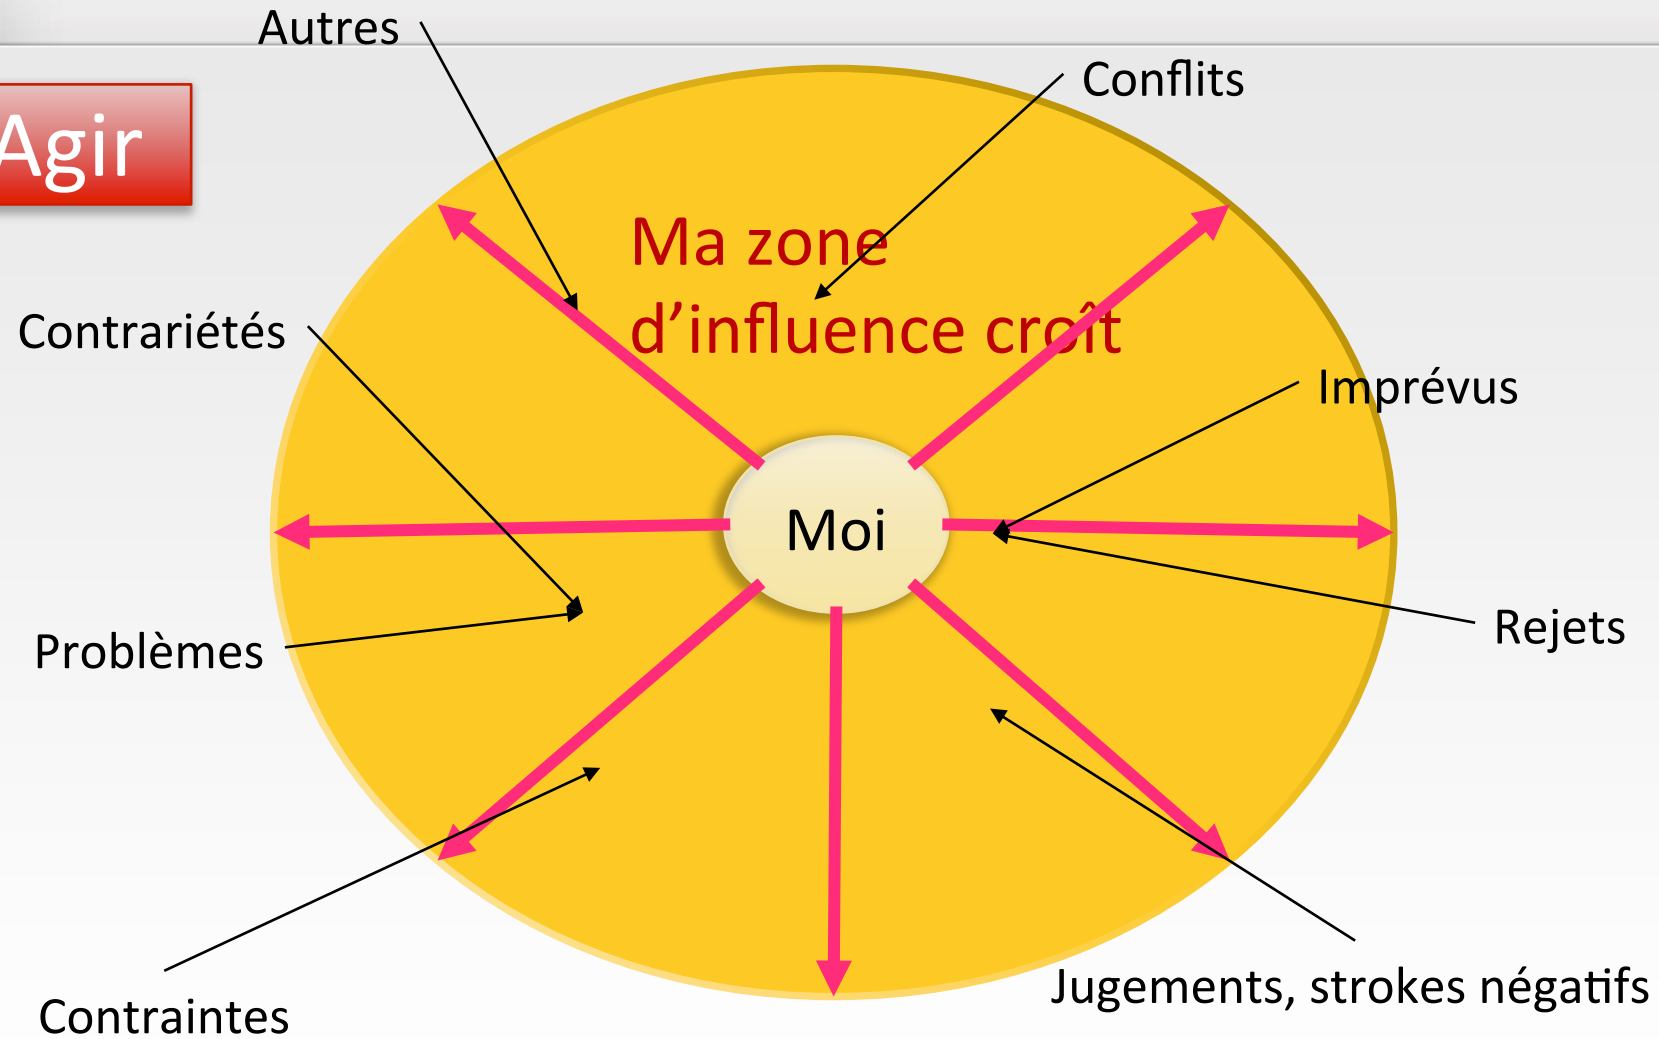 Autres
Conflits
Agir
Ma zone
d’influence croît
Contrariétés
Imprévus
Moi
Problèmes
Rejets
Jugements, strokes négatifs
Contraintes